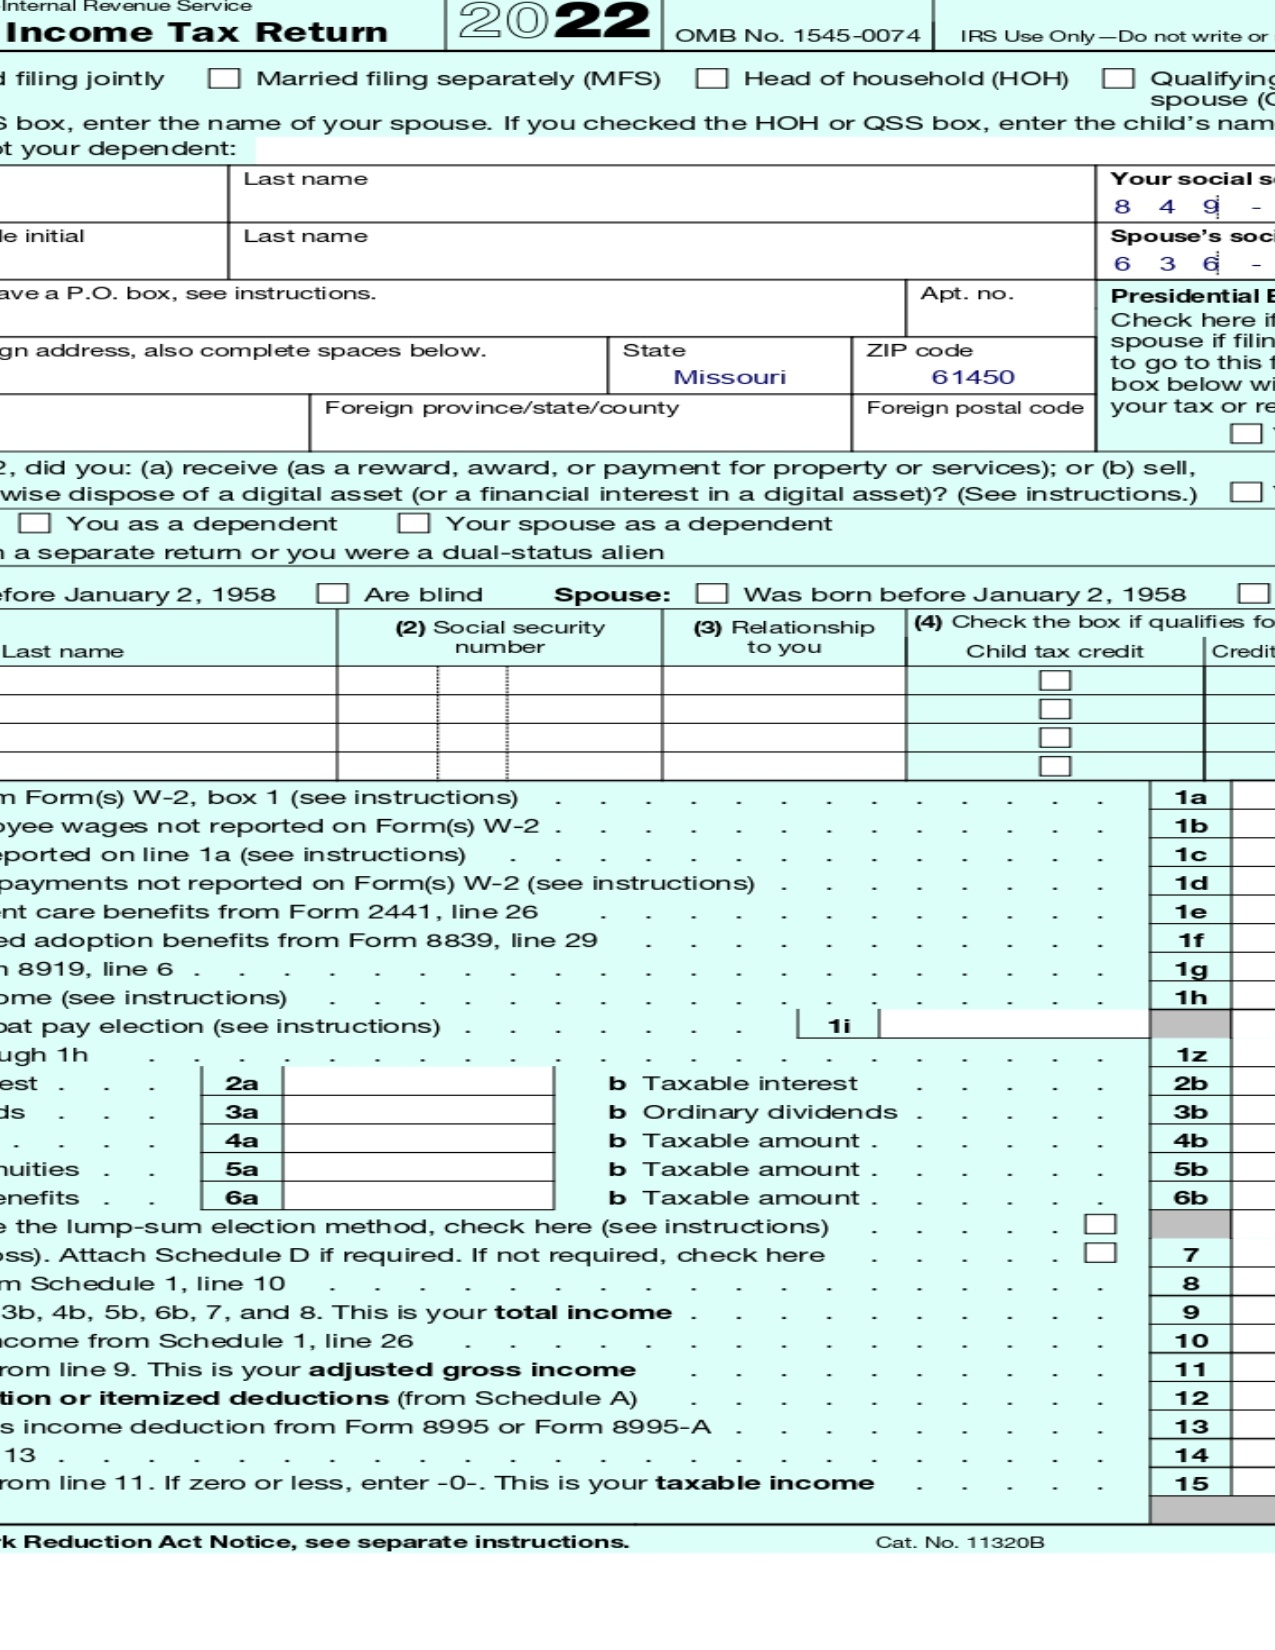 Internal Revenue Service
Income Tax Return 2022 OMB No. 1545-0074 IRS Use Only—Do not write or
filing jointly Married filing separately (MFS) Head of household (HOH) Qualifying
spouse
box, enter the name of your spouse. If you checked the HOH or QSS box, enter the child's
your dependent:
Last name Your social
8 4 9 -
initial Last name Spouse's
6 3 6 -
ave a P.O. box, see instructions. Apt. no. Presidential
Check here if
gn address, also complete spaces below. State ZIP code spouse if
Missouri 61450 to go to this
box below
Foreign province/state/county Foreign postal code your tax or
2, did you: (a) receive (as a reward, award, or payment for property or services); or (b) sell,
wise dispose of a digital asset (or a financial interest in a digital asset)? (See instructions.)
You as a dependent Your spouse as a dependent
a separate return or you were a dual-status alien
efore January 2, 1958 Are blind Spouse: Was born before January 2, 1958
Last name (2) Social security number (3) Relationship to you (4) Check the box if qualifies
Child tax credit Credit
m Form(s) W-2, box 1 (see instructions) . . . . . . . . . . . . . 1a
oyee wages not reported on Form(s) W-2 . . . . . . . . . . . . . 1b
eported on line 1a (see instructions) . . . . . . . . . . . . . . 1c
payments not reported on Form(s) W-2 (see instructions) . . . . . . . . 1d
ent care benefits from Form 2441, line 26 . . . . . . . . . . . . 1e
ed adoption benefits from Form 8839, line 29 . . . . . . . . . . . 1f
8919, line 6 . . . . . . . . . . . . . . . . . . . . . 1g
ome (see instructions) . . . . . . . . . . . . . . . . . . 1h
bat pay election (see instructions) . . . . . . . 1i
ugh 1h . . . . . . . . . . . . . . . . . . . . . . 1z
est . . . 2a b Taxable interest . . . . . 2b
ds . . . 3a b Ordinary dividends . . . . . 3b
. . . . 4a b Taxable amount . . . . . . 4b
nuities . . 5a b Taxable amount . . . . . . 5b
enefits . . 6a b Taxable amount . . . . . . 6b
e the lump-sum election method, check here (see instructions) . . . . .
oss). Attach Schedule D if required. If not required, check here . . . . . 7
m Schedule 1, line 10 . . . . . . . . . . . . . . . . . . 8
3b, 4b, 5b, 6b, 7, and 8. This is your total income . . . . . . . . . . 9
ncome from Schedule 1, line 26 . . . . . . . . . . . . . . . 10
from line 9. This is your adjusted gross income . . . . . . . . . . 11
tion or itemized deductions (from Schedule A) . . . . . . . . . . 12
s income deduction from Form 8995 or Form 8995-A . . . . . . . . . 13
13 . . . . . . . . . . . . . . . . . . . . . . . . 14
from line 11. If zero or less, enter -0-. This is your taxable income . . . . . 15
k Reduction Act Notice, see separate instructions. Cat. No. 11320B